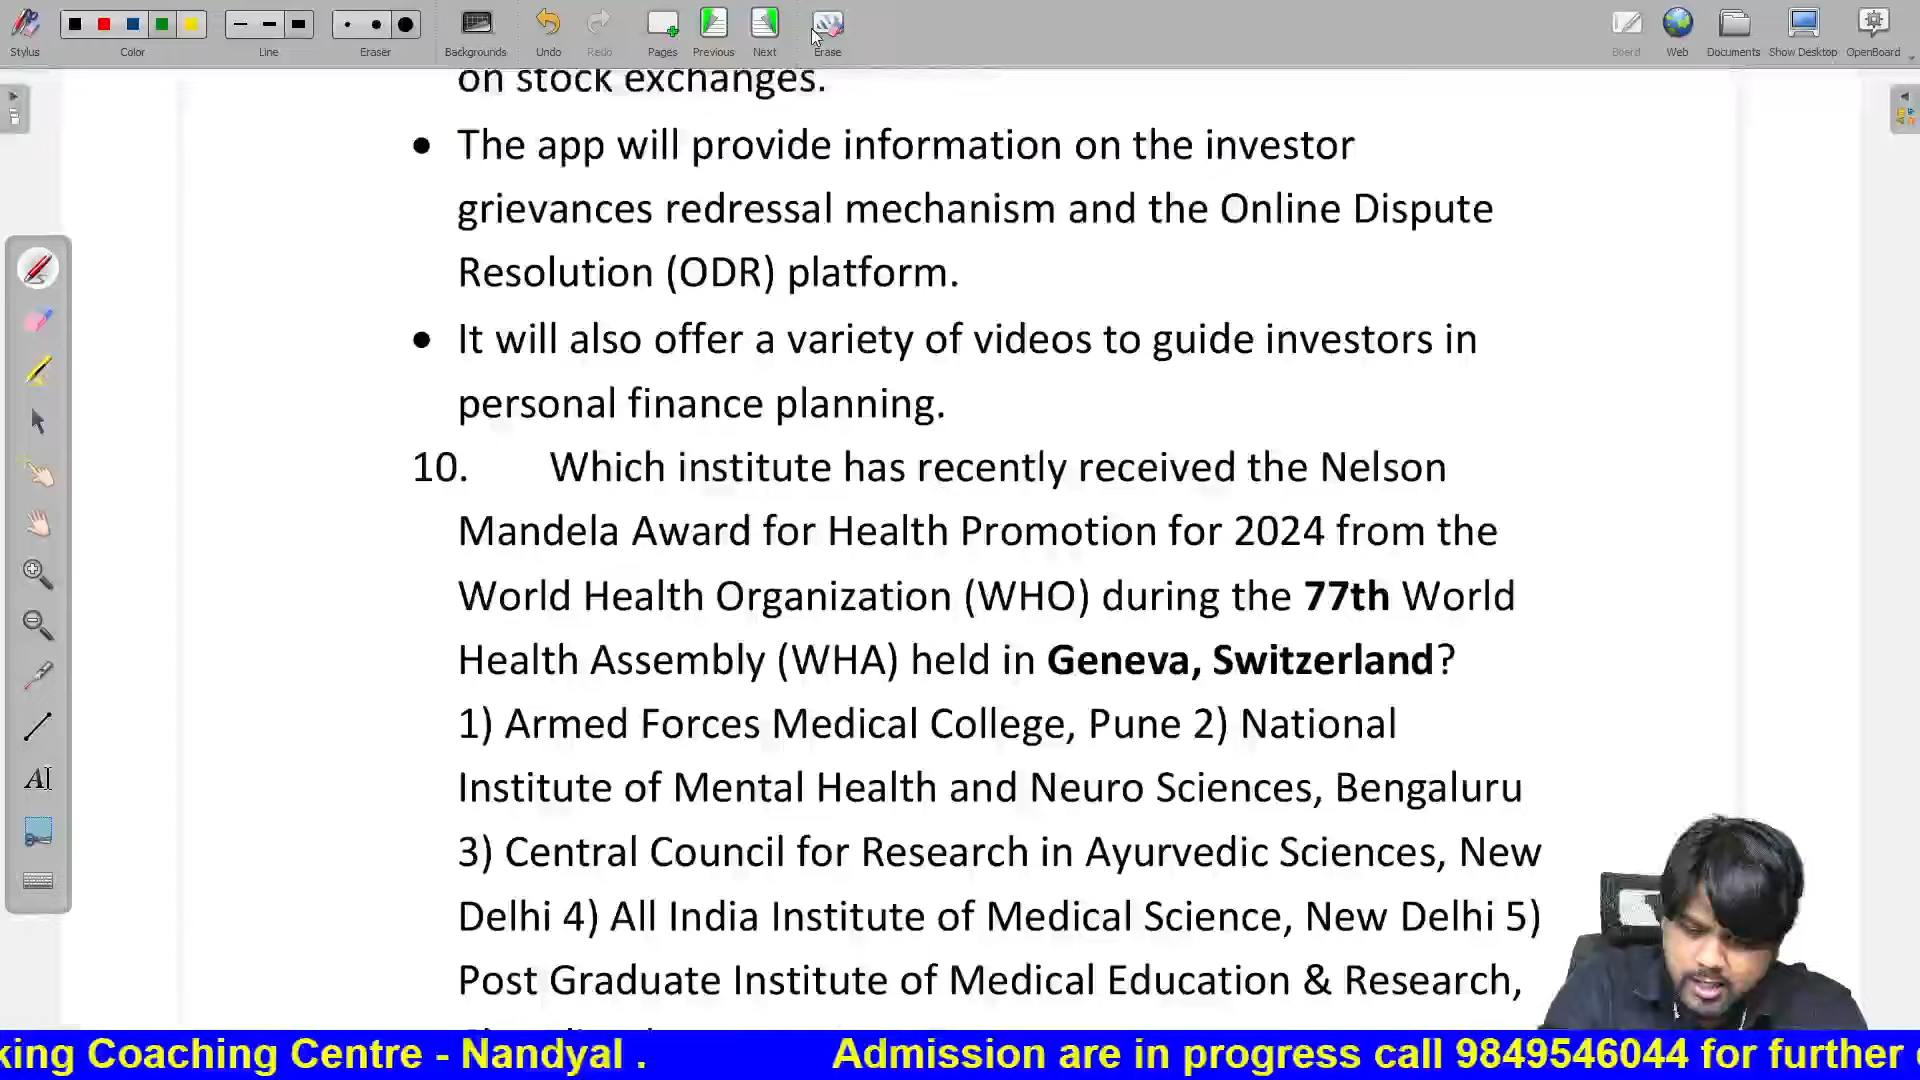 Stylus
Color
Line
Eraser
Backgrounds
Undo
Redo
Pages
Previous
Next
Erase
Board
Web
Documents
Show Desktop
OpenBoard
on stock exchanges.
• The app will provide information on the investor
grievances redressal mechanism and the Online Dispute
Resolution (ODR) platform.
• It will also offer a variety of videos to guide investors in
personal finance planning.
10. Which institute has recently received the Nelson
Mandela Award for Health Promotion for 2024 from the
World Health Organization (WHO) during the 77th World
Health Assembly (WHA) held in Geneva, Switzerland?
1) Armed Forces Medical College, Pune 2) National
Institute of Mental Health and Neuro Sciences, Bengaluru
3) Central Council for Research in Ayurvedic Sciences, New
Delhi 4) All India Institute of Medical Science, New Delhi 5)
Post Graduate Institute of Medical Education & Research,
king Coaching Centre - Nandyal . Admission are in progress call 9849546044 for further